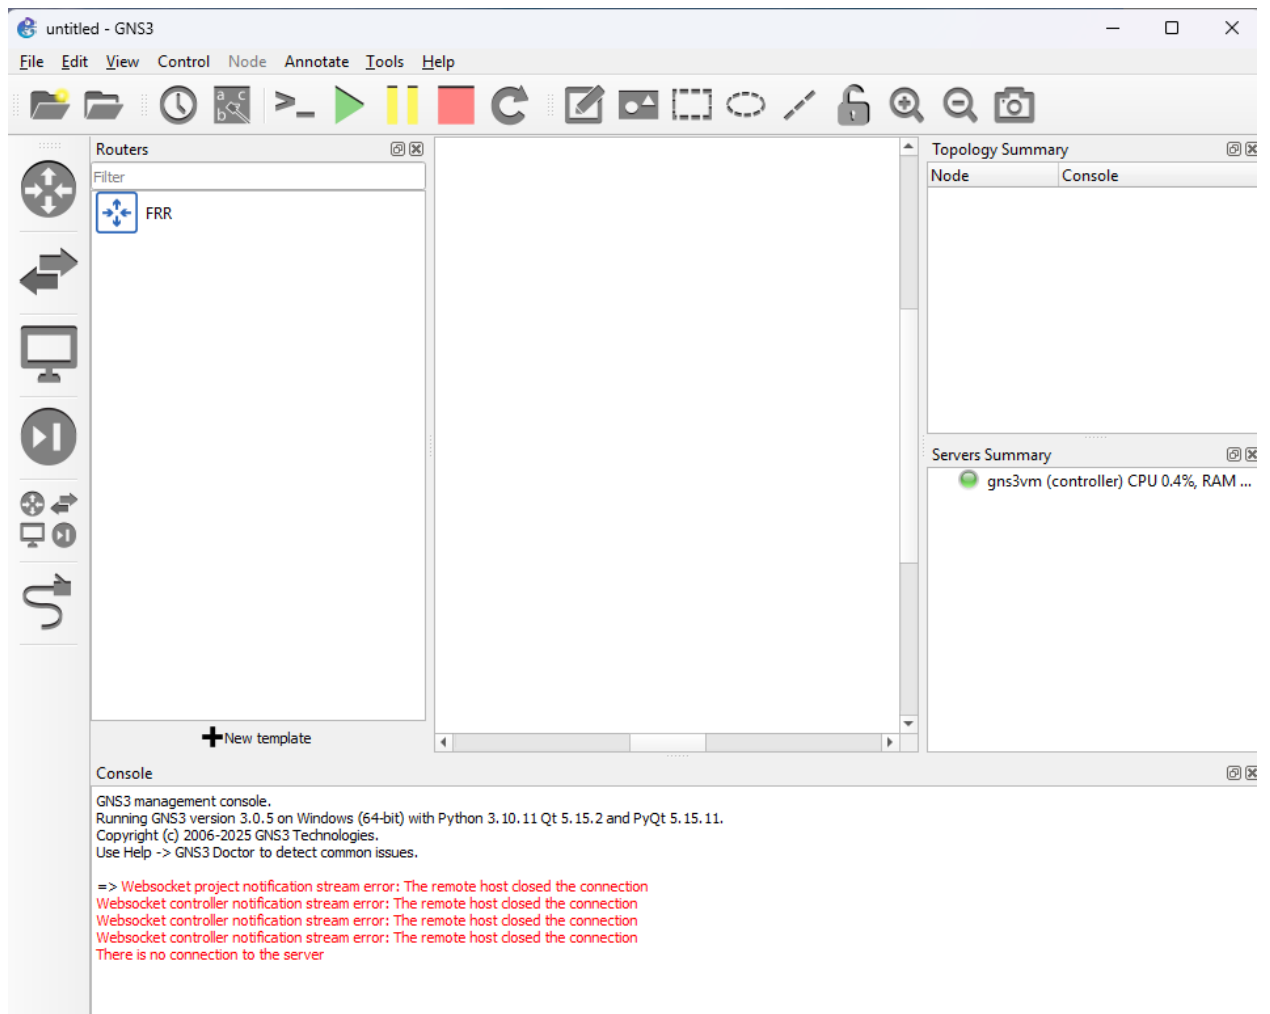 untitled - GNS3
File Edit View Control Node Annotate Tools Help
a c
b
Routers
Filter
FRR
New template
Topology Summary
Node Console
Servers Summary
gns3vm (controller) CPU 0.4%, RAM ...
Console
GNS3 management console.
Running GNS3 version 3.0.5 on Windows (64-bit) with Python 3.10.11 Qt 5.15.2 and PyQt 5.15.11.
Copyright (c) 2006-2025 GNS3 Technologies.
Use Help -> GNS3 Doctor to detect common issues.
=> Websocket project notification stream error: The remote host closed the connection
Websocket controller notification stream error: The remote host closed the connection
Websocket controller notification stream error: The remote host closed the connection
Websocket controller notification stream error: The remote host closed the connection
There is no connection to the server